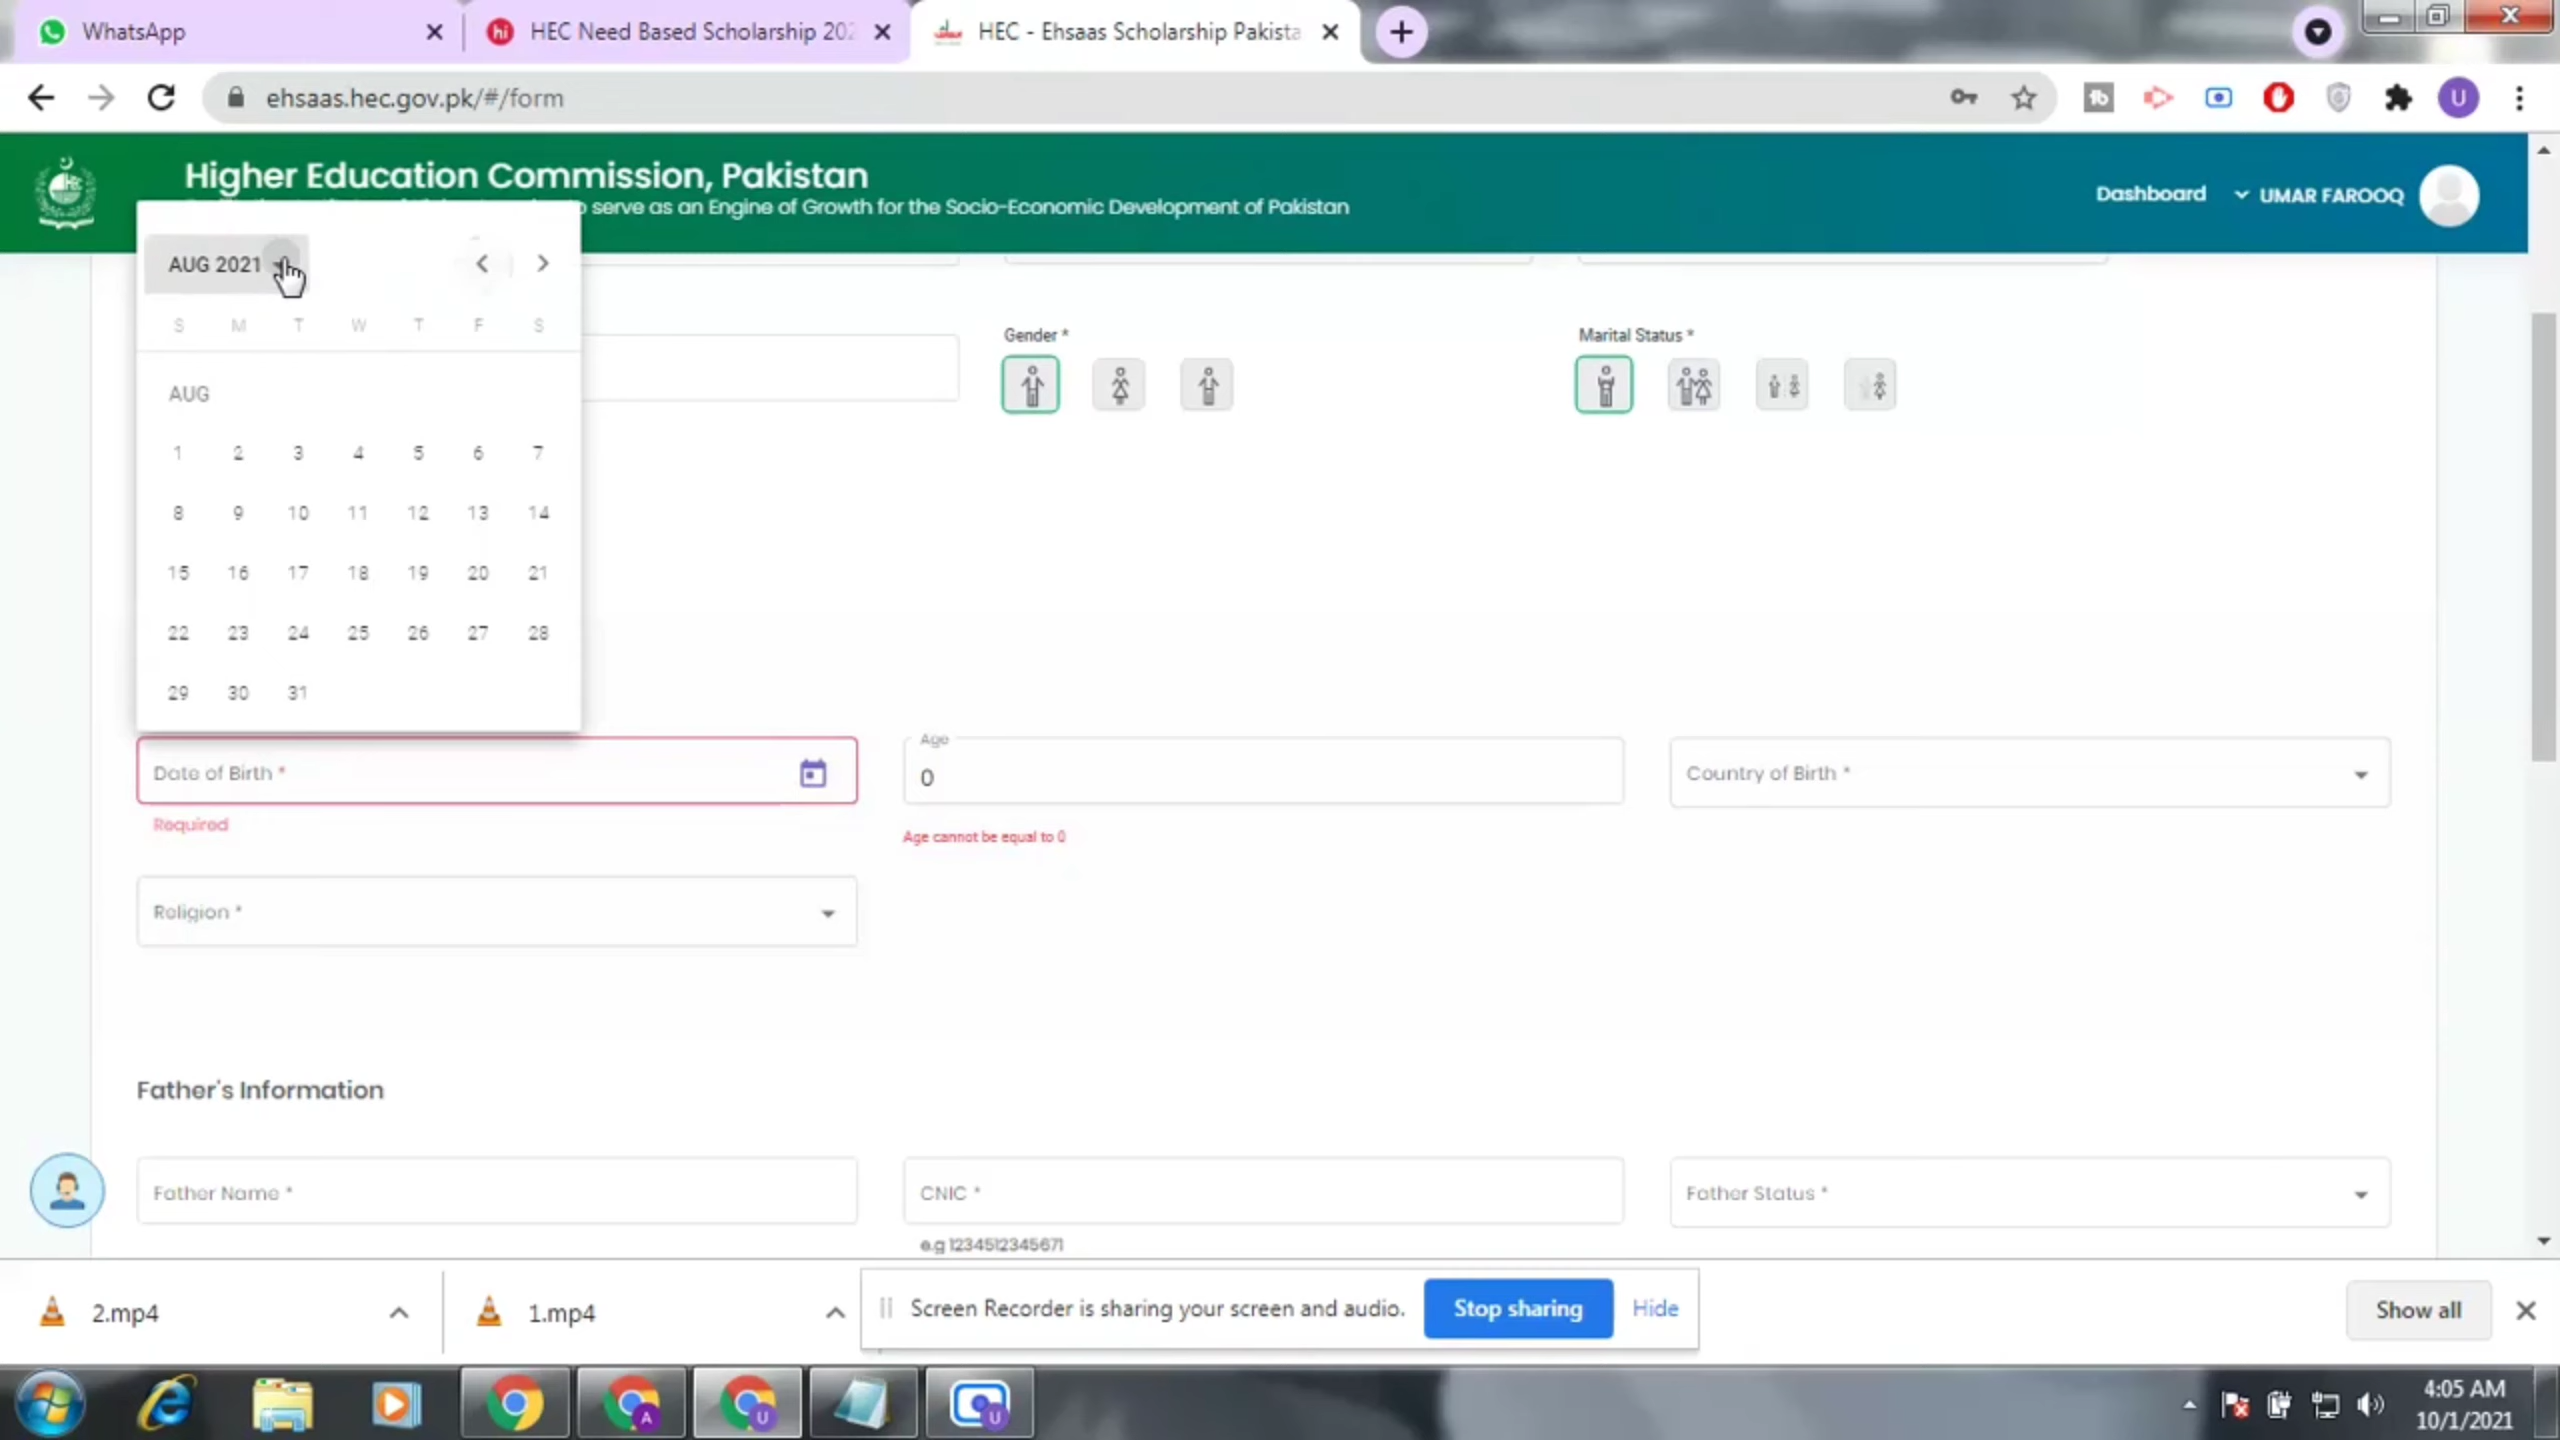 WhatsApp
HEC Need Based Scholarship 202
HEC - Ehsaas Scholarship Pakista
ehsaas.hec.gov.pk/#/form
Higher Education Commission, Pakistan
serve as an Engine of Growth for the Socio-Economic Development of Pakistan
Dashboard
UMAR FAROOQ
AUG 2021
S M T W T F S
AUG
1 2 3 4 5 6 7
8 9 10 11 12 13 14
15 16 17 18 19 20 21
22 23 24 25 26 27 28
29 30 31
Gender *
Marital Status *
Date of Birth *
Required
Age
0
Age cannot be equal to 0
Country of Birth *
Religion *
Father's Information
Father Name *
CNIC *
e.g 1234512345671
Father Status *
2.mp4
1.mp4
Screen Recorder is sharing your screen and audio.
Stop sharing
Hide
Show all
4:05 AM
10/1/2021